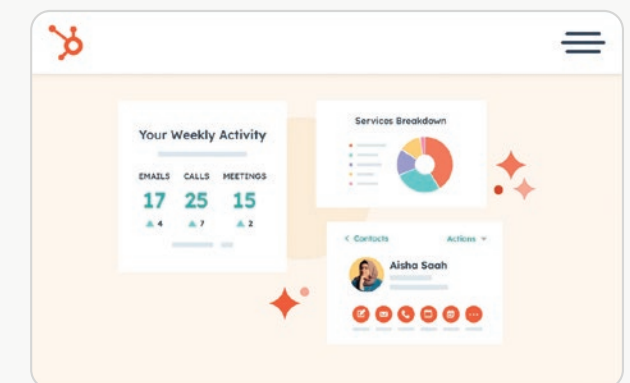 Your Weekly Activity
EMAILS CALLS MEETINGS
17 25 15
4 7 2
Services Breakdown
< Contacts Actions
Aisha Saah